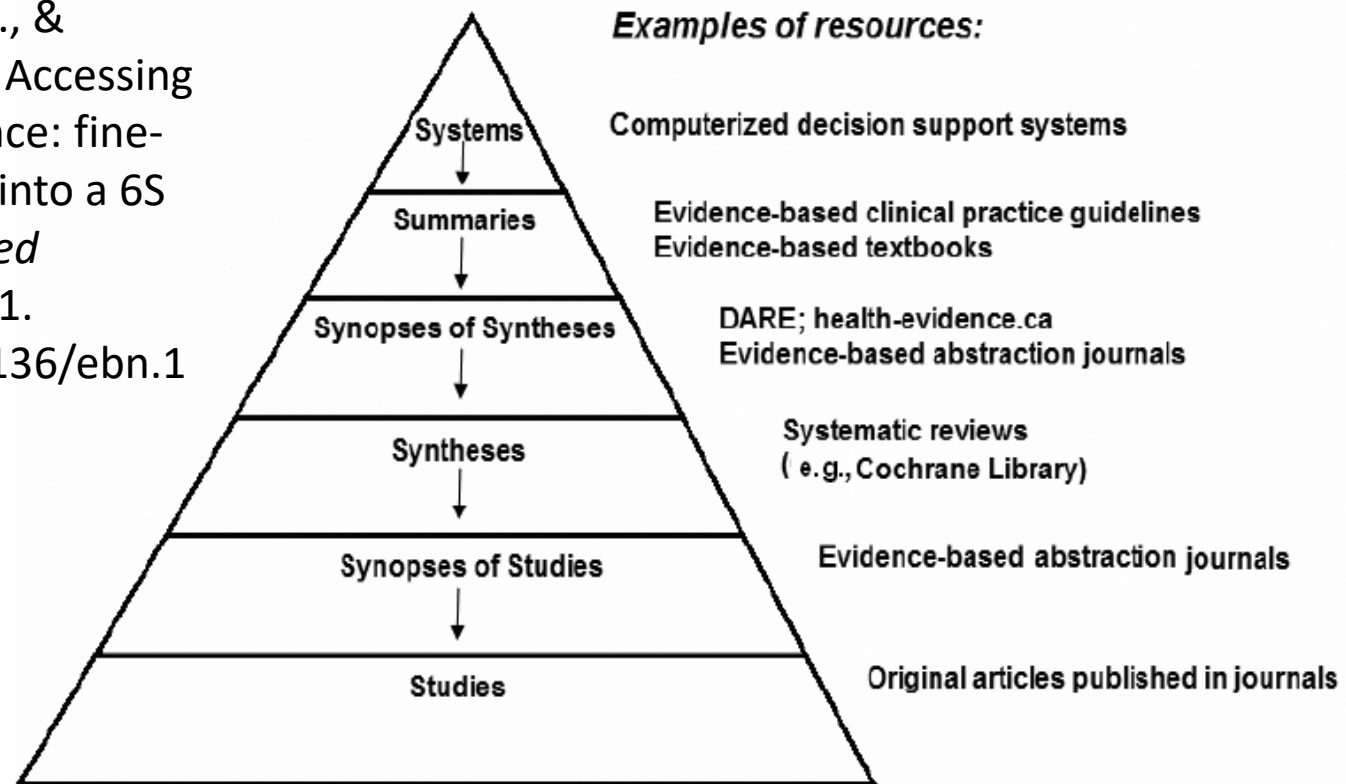 ., &
Accessing
nce: fine-
into a 6S
ed
1.
136/ebn.1
Examples of resources:
Systems
Computerized decision support systems
Summaries
Evidence-based clinical practice guidelines
Evidence-based textbooks
Synopses of Syntheses
DARE; health-evidence.ca
Evidence-based abstraction journals
Syntheses
Systematic reviews
( e.g., Cochrane Library)
Synopses of Studies
Evidence-based abstraction journals
Studies
Original articles published in journals